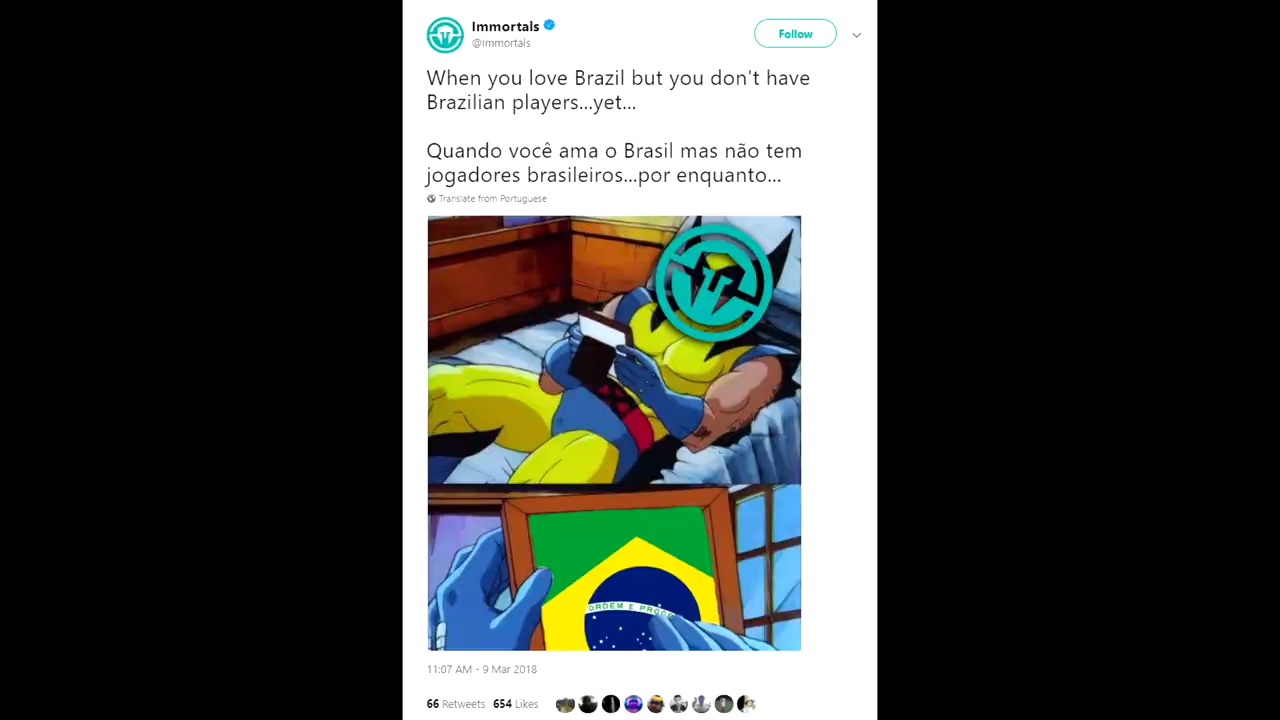 Immortals
@immortals
Follow
When you love Brazil but you don't have
Brazilian players...yet...
Quando você ama o Brasil mas não tem
jogadores brasileiros...por enquanto...
Translate from Portuguese
ORDEM E PROG
11:07 AM - 9 Mar 2018
66 Retweets 654 Likes